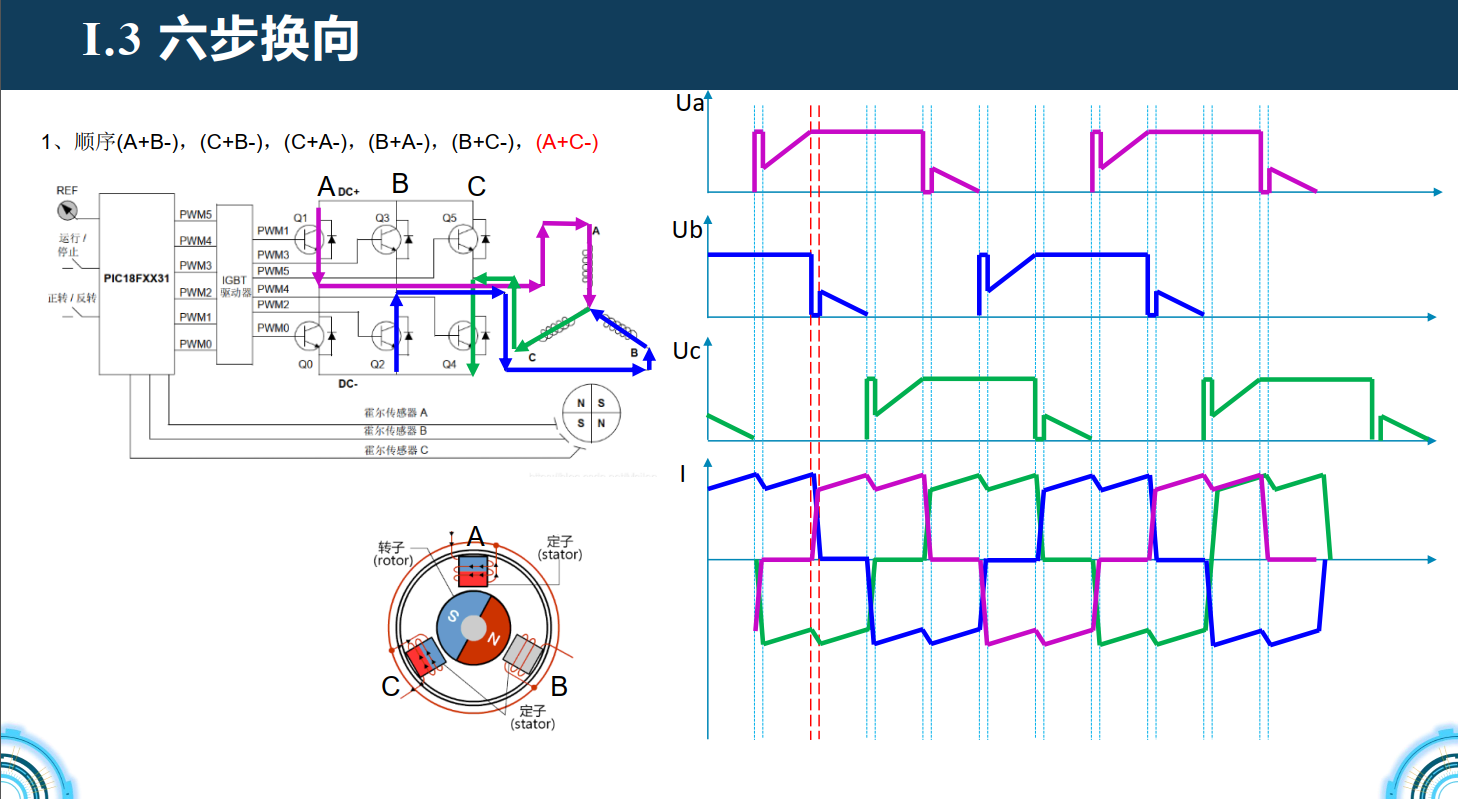 I.3 六步换向
1、顺序(A+B-)，(C+B-)，(C+A-)，(B+A-)，(B+C-)，(A+C-)
A DC+ B C
REF
运行 /
停止
正转 / 反转
PIC18FXX31
PWM5
PWM4
PWM3
PWM2
PWM1
PWM0
IGBT
驱动器
PWM1
PWM3
PWM5
PWM4
PWM2
PWM0
Q1
Q3
Q5
Q0
Q2
Q4
DC-
A
B
C
N S
S N
霍尔传感器 A
霍尔传感器 B
霍尔传感器 C
转子
(rotor)
A
定子
(stator)
S
N
C
B
定子
(stator)
Ua
Ub
Uc
I